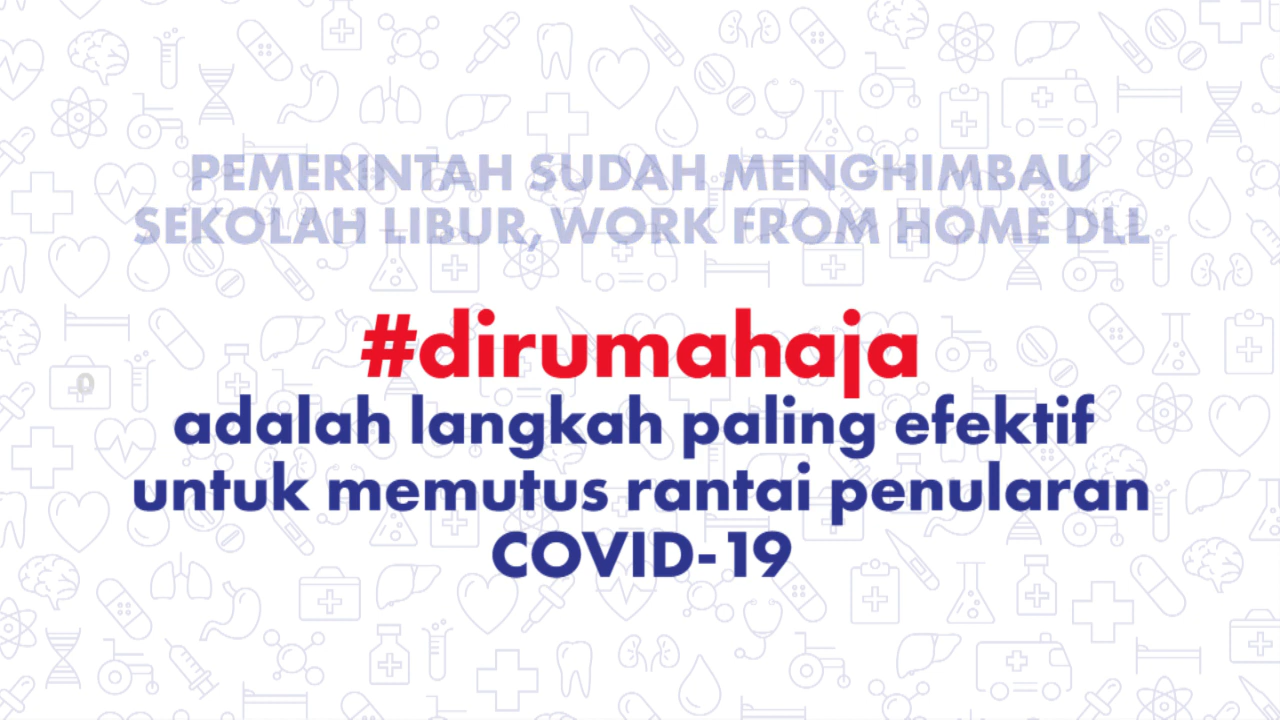 PEMERINTAH SUDAH MENGHIMBAU
SEKOLAH LIBUR, WORK FROM HOME DLL
#dirumahaja
adalah langkah paling efektif
untuk memutus rantai penularan
COVID-19